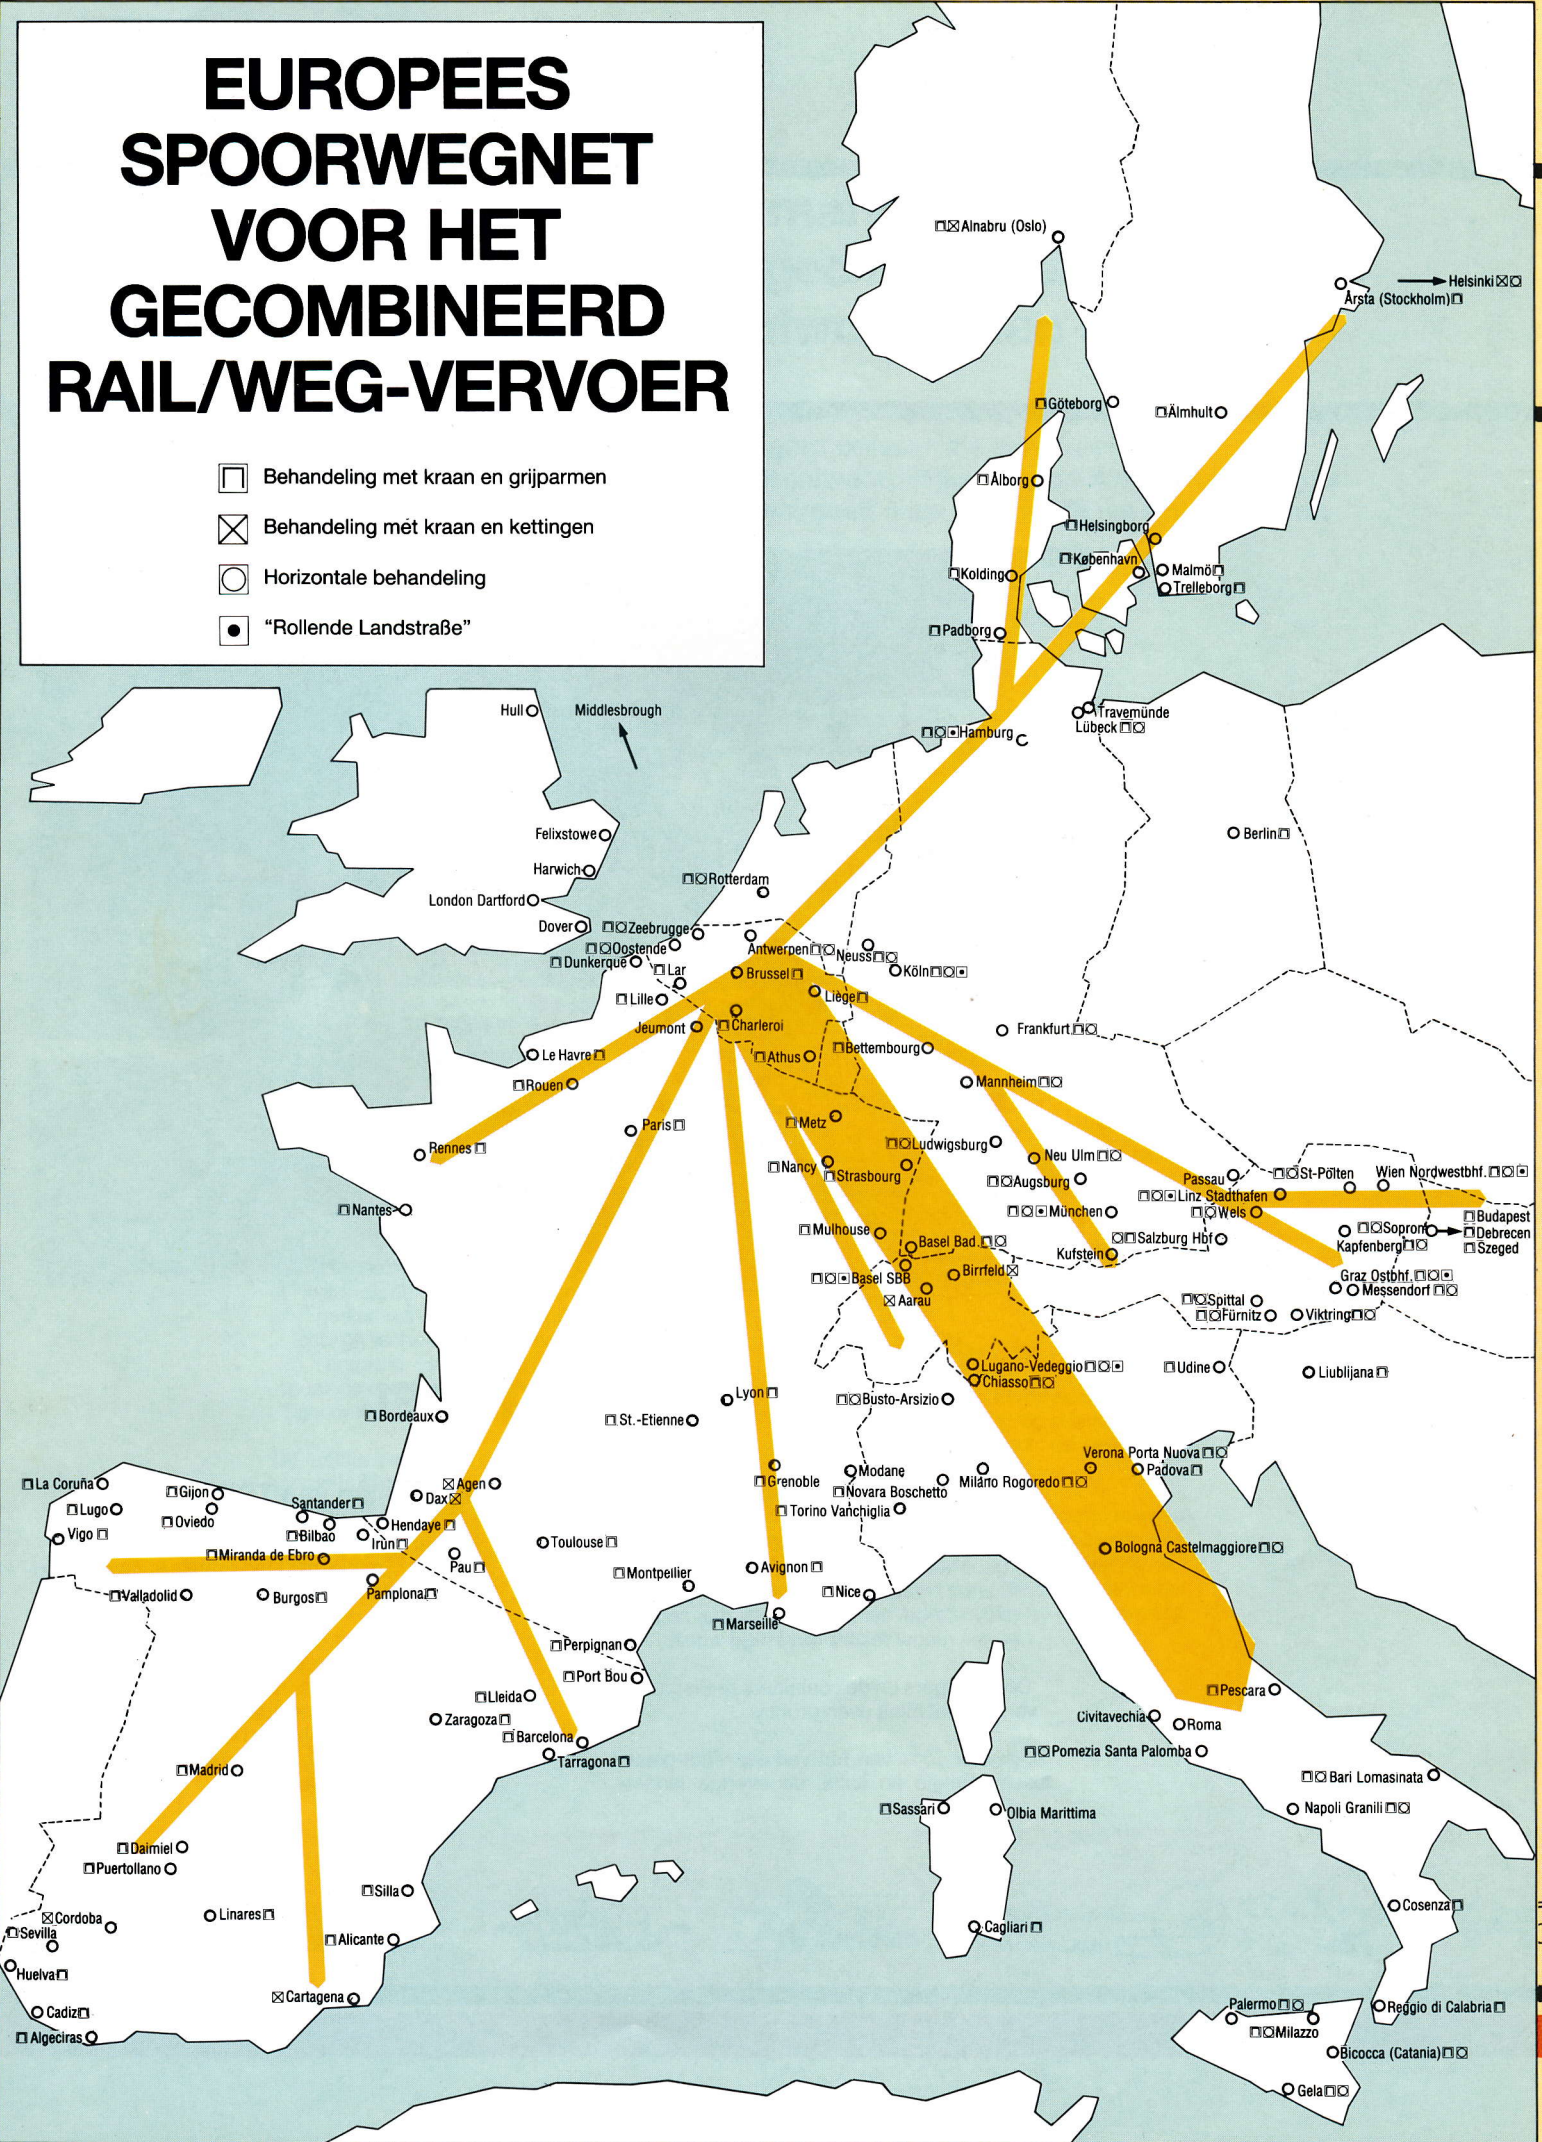 EUROPEES
SPOORWEGNET
VOOR HET
GECOMBINEERD
RAIL/WEG-VERVOER
Behandeling met kraan en grijparmen
Behandeling mét kraan en kettingen
Horizontale behandeling
“Rollende Landstraße”
Alnabru (Oslo)
Helsinki
Årsta (Stockholm)
Göteborg
Älmhult
Ålborg
Helsingborg
København
Malmö
Kolding
Trelleborg
Padborg
Travemünde
Lübeck
Hamburg
Hull
Middlesbrough
Felixstowe
Berlin
Harwich
Rotterdam
London Dartford
Dover
Zeebrugge
Oostende
Antwerpen
Neuss
Dunkerque
Lar
Brussel
Köln
Lille
Liège
Jeumont
Charleroi
Frankfurt
Le Havre
Athus
Bettembourg
Rouen
Mannheim
Paris
Metz
Rennes
Ludwigsburg
Neu Ulm
Nancy
Strasbourg
Augsburg
Passau
St-Pölten
Wien Nordwestbhf.
Linz Stadthafen
Nantes
München
Wels
Budapest
Mulhouse
Basel Bad.
Salzburg Hbf
Sopron
Debrecen
Kufstein
Kapfenberg
Szeged
Basel SBB
Birrfeld
Graz Ostbhf.
Messendorf
Aarau
Spittal
Fürnitz
Viktring
Lugano-Vedeggio
Udine
Liublijana
Chiasso
Lyon
Busto-Arsizio
Bordeaux
St.-Etienne
Verona Porta Nuova
Padova
Modane
Milano Rogoredo
Grenoble
Novara Boschetto
Torino Vanchiglia
La Coruña
Agen
Gijon
Dax
Santander
Lugo
Oviedo
Hendaye
Vigo
Bilbao
Irun
Toulouse
Bologna Castelmaggiore
Miranda de Ebro
Pau
Avignon
Montpellier
Valladolid
Burgos
Pamplona
Nice
Marseille
Perpignan
Port Bou
Pescara
Lleida
Zaragoza
Civitavechia
Roma
Barcelona
Tarragona
Pomezia Santa Palomba
Madrid
Bari Lomasinata
Sassari
Olbia Marittima
Napoli Granili
Daimiel
Puertollano
Silla
Cosenza
Cordoba
Linares
Sevilla
Cagliari
Alicante
Huelva
Cartagena
Palermo
Reggio di Calabria
Cadiz
Milazzo
Algeciras
Bicocca (Catania)
Gela